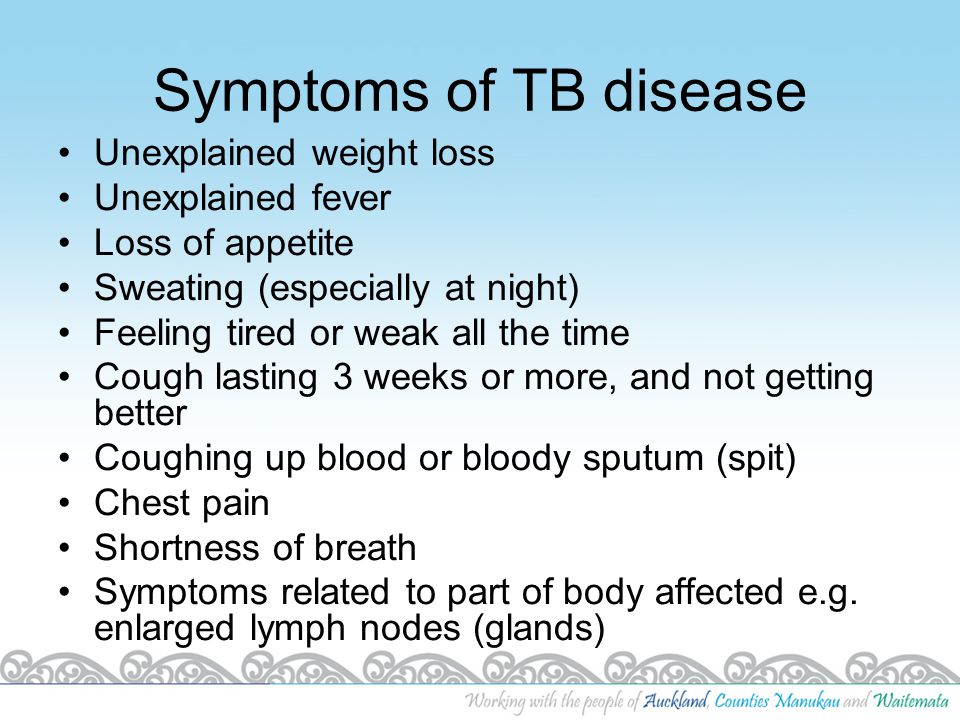 Symptoms of TB disease
• Unexplained weight loss
• Unexplained fever
• Loss of appetite
• Sweating (especially at night)
• Feeling tired or weak all the time
• Cough lasting 3 weeks or more, and not getting
better
• Coughing up blood or bloody sputum (spit)
• Chest pain
• Shortness of breath
• Symptoms related to part of body affected e.g.
enlarged lymph nodes (glands)
Working with the people of Auckland, Counties Manukau and Waitemata